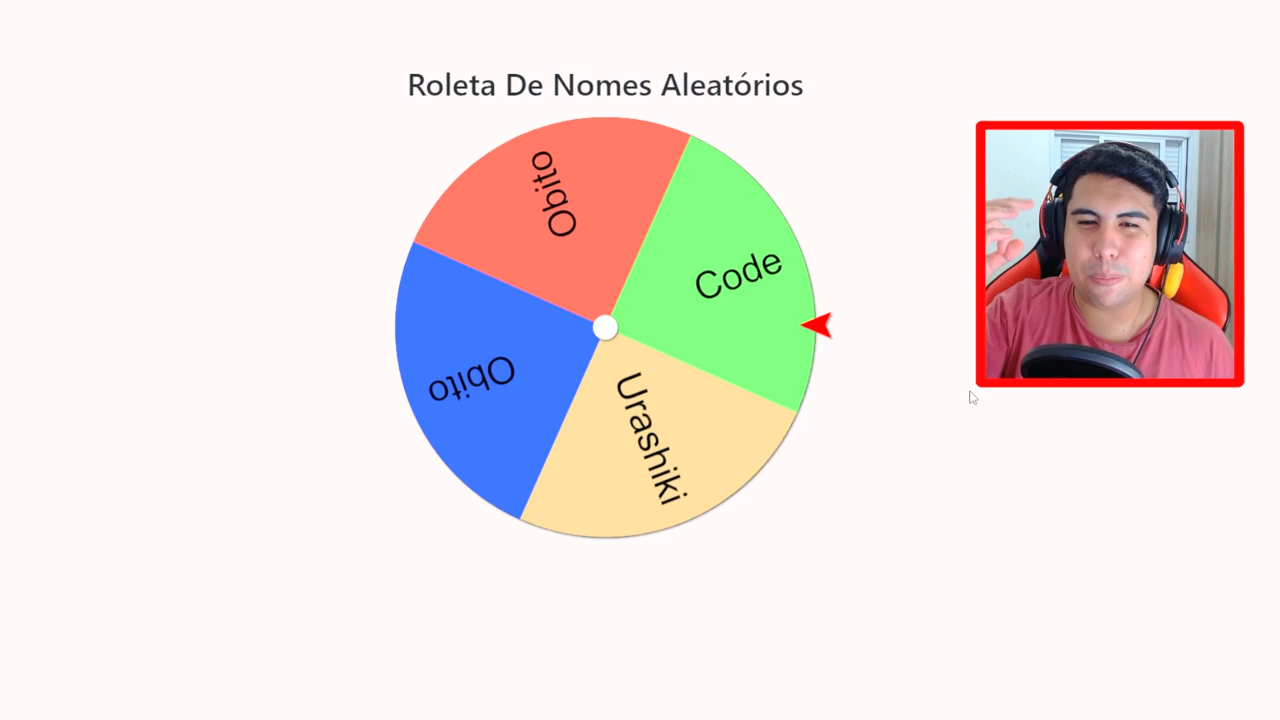 Roleta De Nomes Aleatórios
Obito
Code
Obito
Urashiki